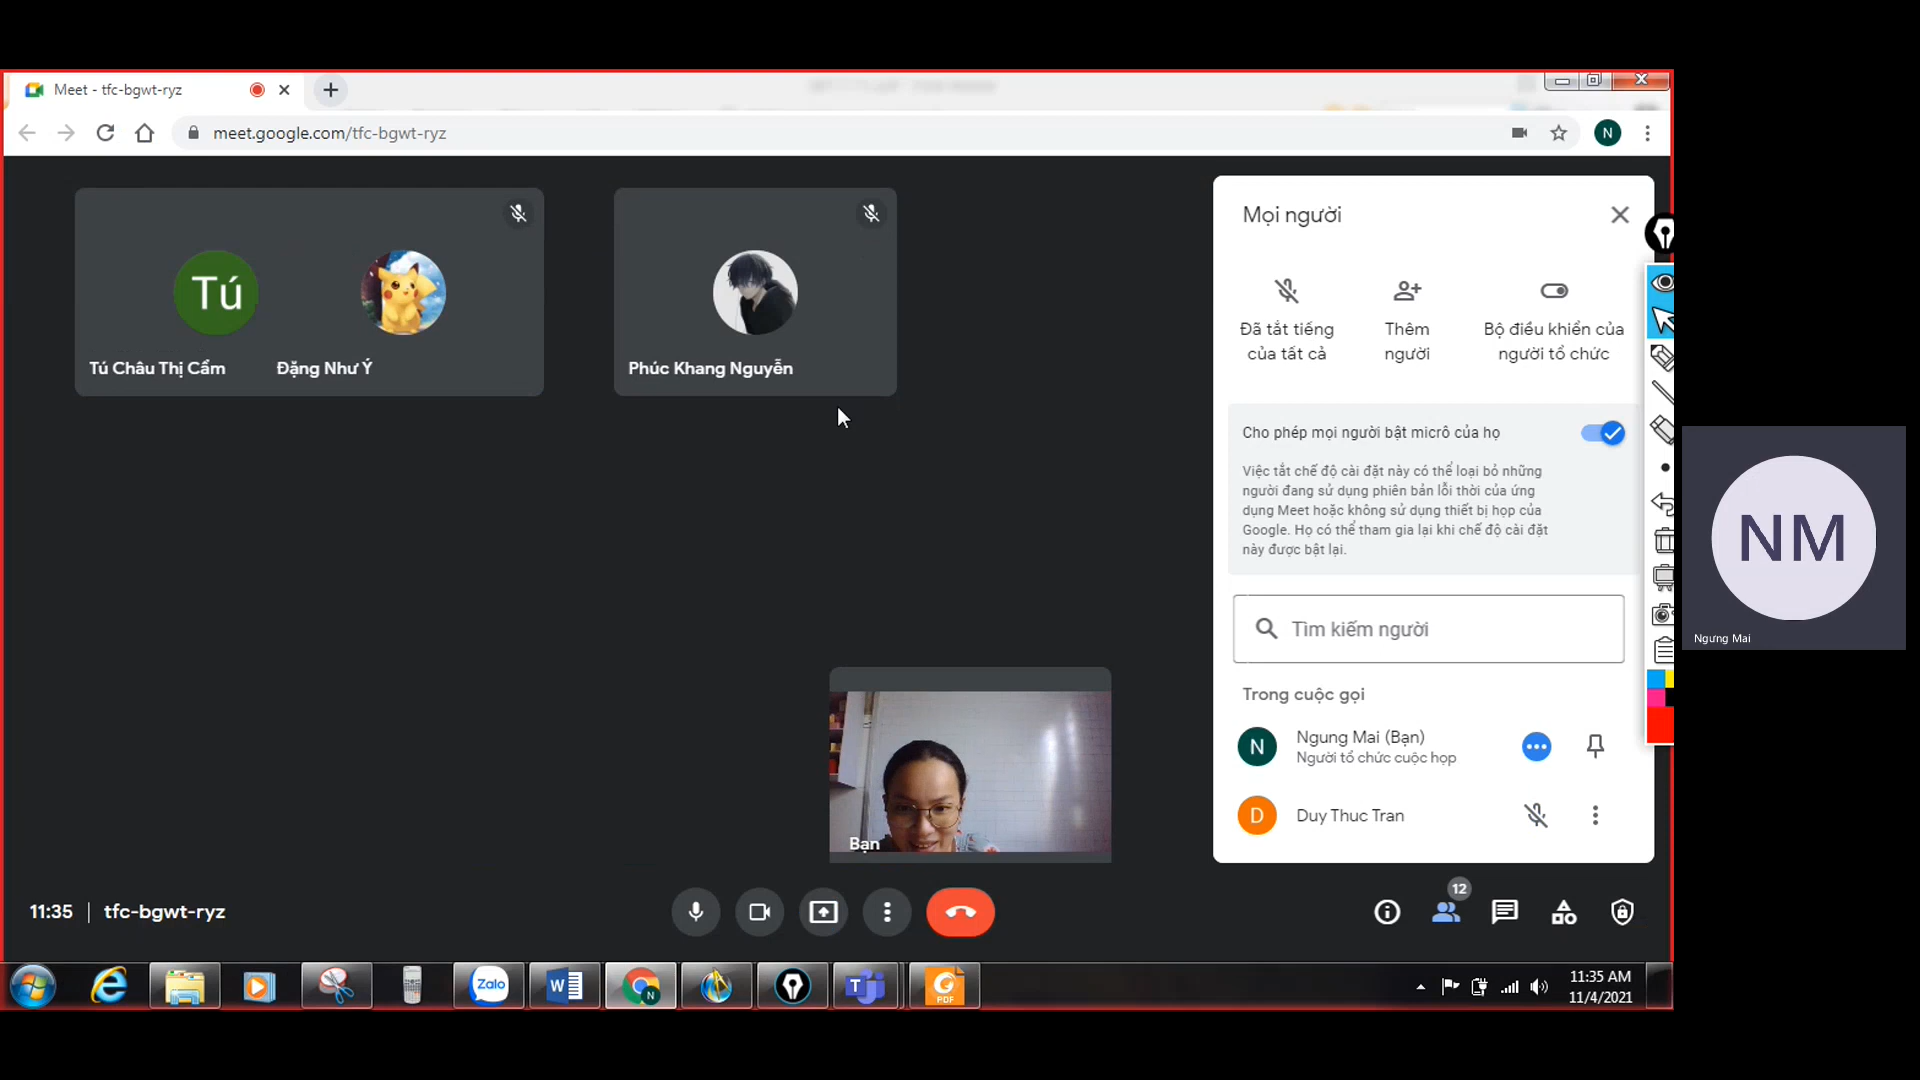 Meet - tfc-bgwt-ryz
meet.google.com/tfc-bgwt-ryz
N
Tú
Tú Châu Thị Cẩm
Đặng Như Ý
Phúc Khang Nguyễn
Mọi người
Đã tắt tiếng
của tất cả
Thêm
người
Bộ điều khiển của
người tổ chức
Cho phép mọi người bật micrô của họ
Việc tắt chế độ cài đặt này có thể loại bỏ những
người đang sử dụng phiên bản lỗi thời của ứng
dụng Meet hoặc không sử dụng thiết bị họp của
Google. Họ có thể tham gia lại khi chế độ cài đặt
này được bật lại.
Tìm kiếm người
Trong cuộc gọi
N
Ngung Mai (Bạn)
Người tổ chức cuộc họp
D
Duy Thuc Tran
Bạn
NM
Ngưng Mai
11:35
tfc-bgwt-ryz
12
Zalo
W
N
T
PDF
11:35 AM
11/4/2021